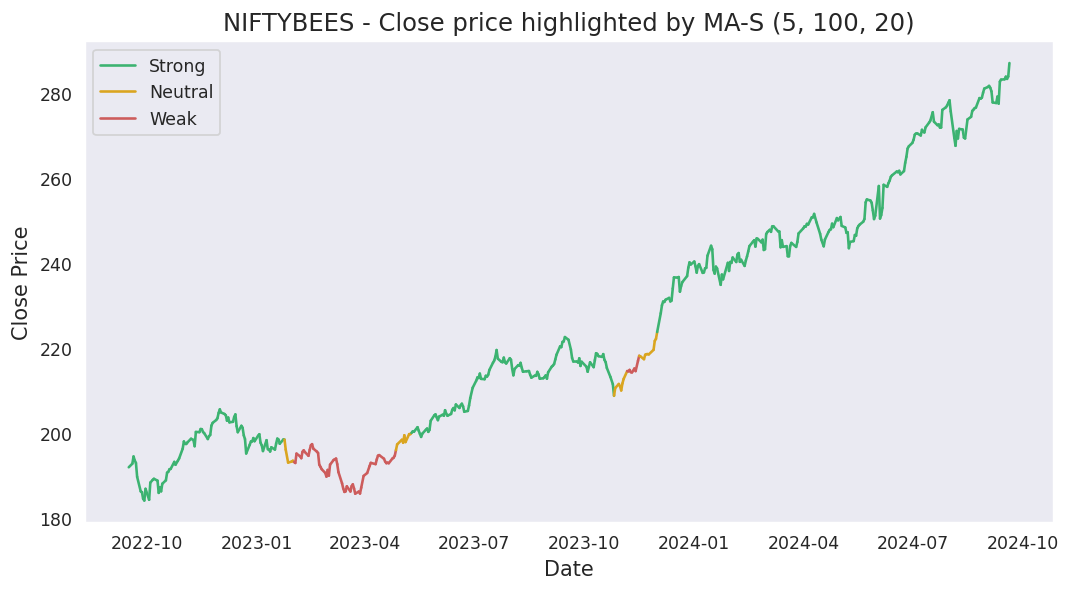 NIFTYBEES - Close price highlighted by MA-S (5, 100, 20)
Strong
Neutral
Weak
280
260
240
220
200
180
Close Price
2022-10 2023-01 2023-04 2023-07 2023-10 2024-01 2024-04 2024-07 2024-10
Date